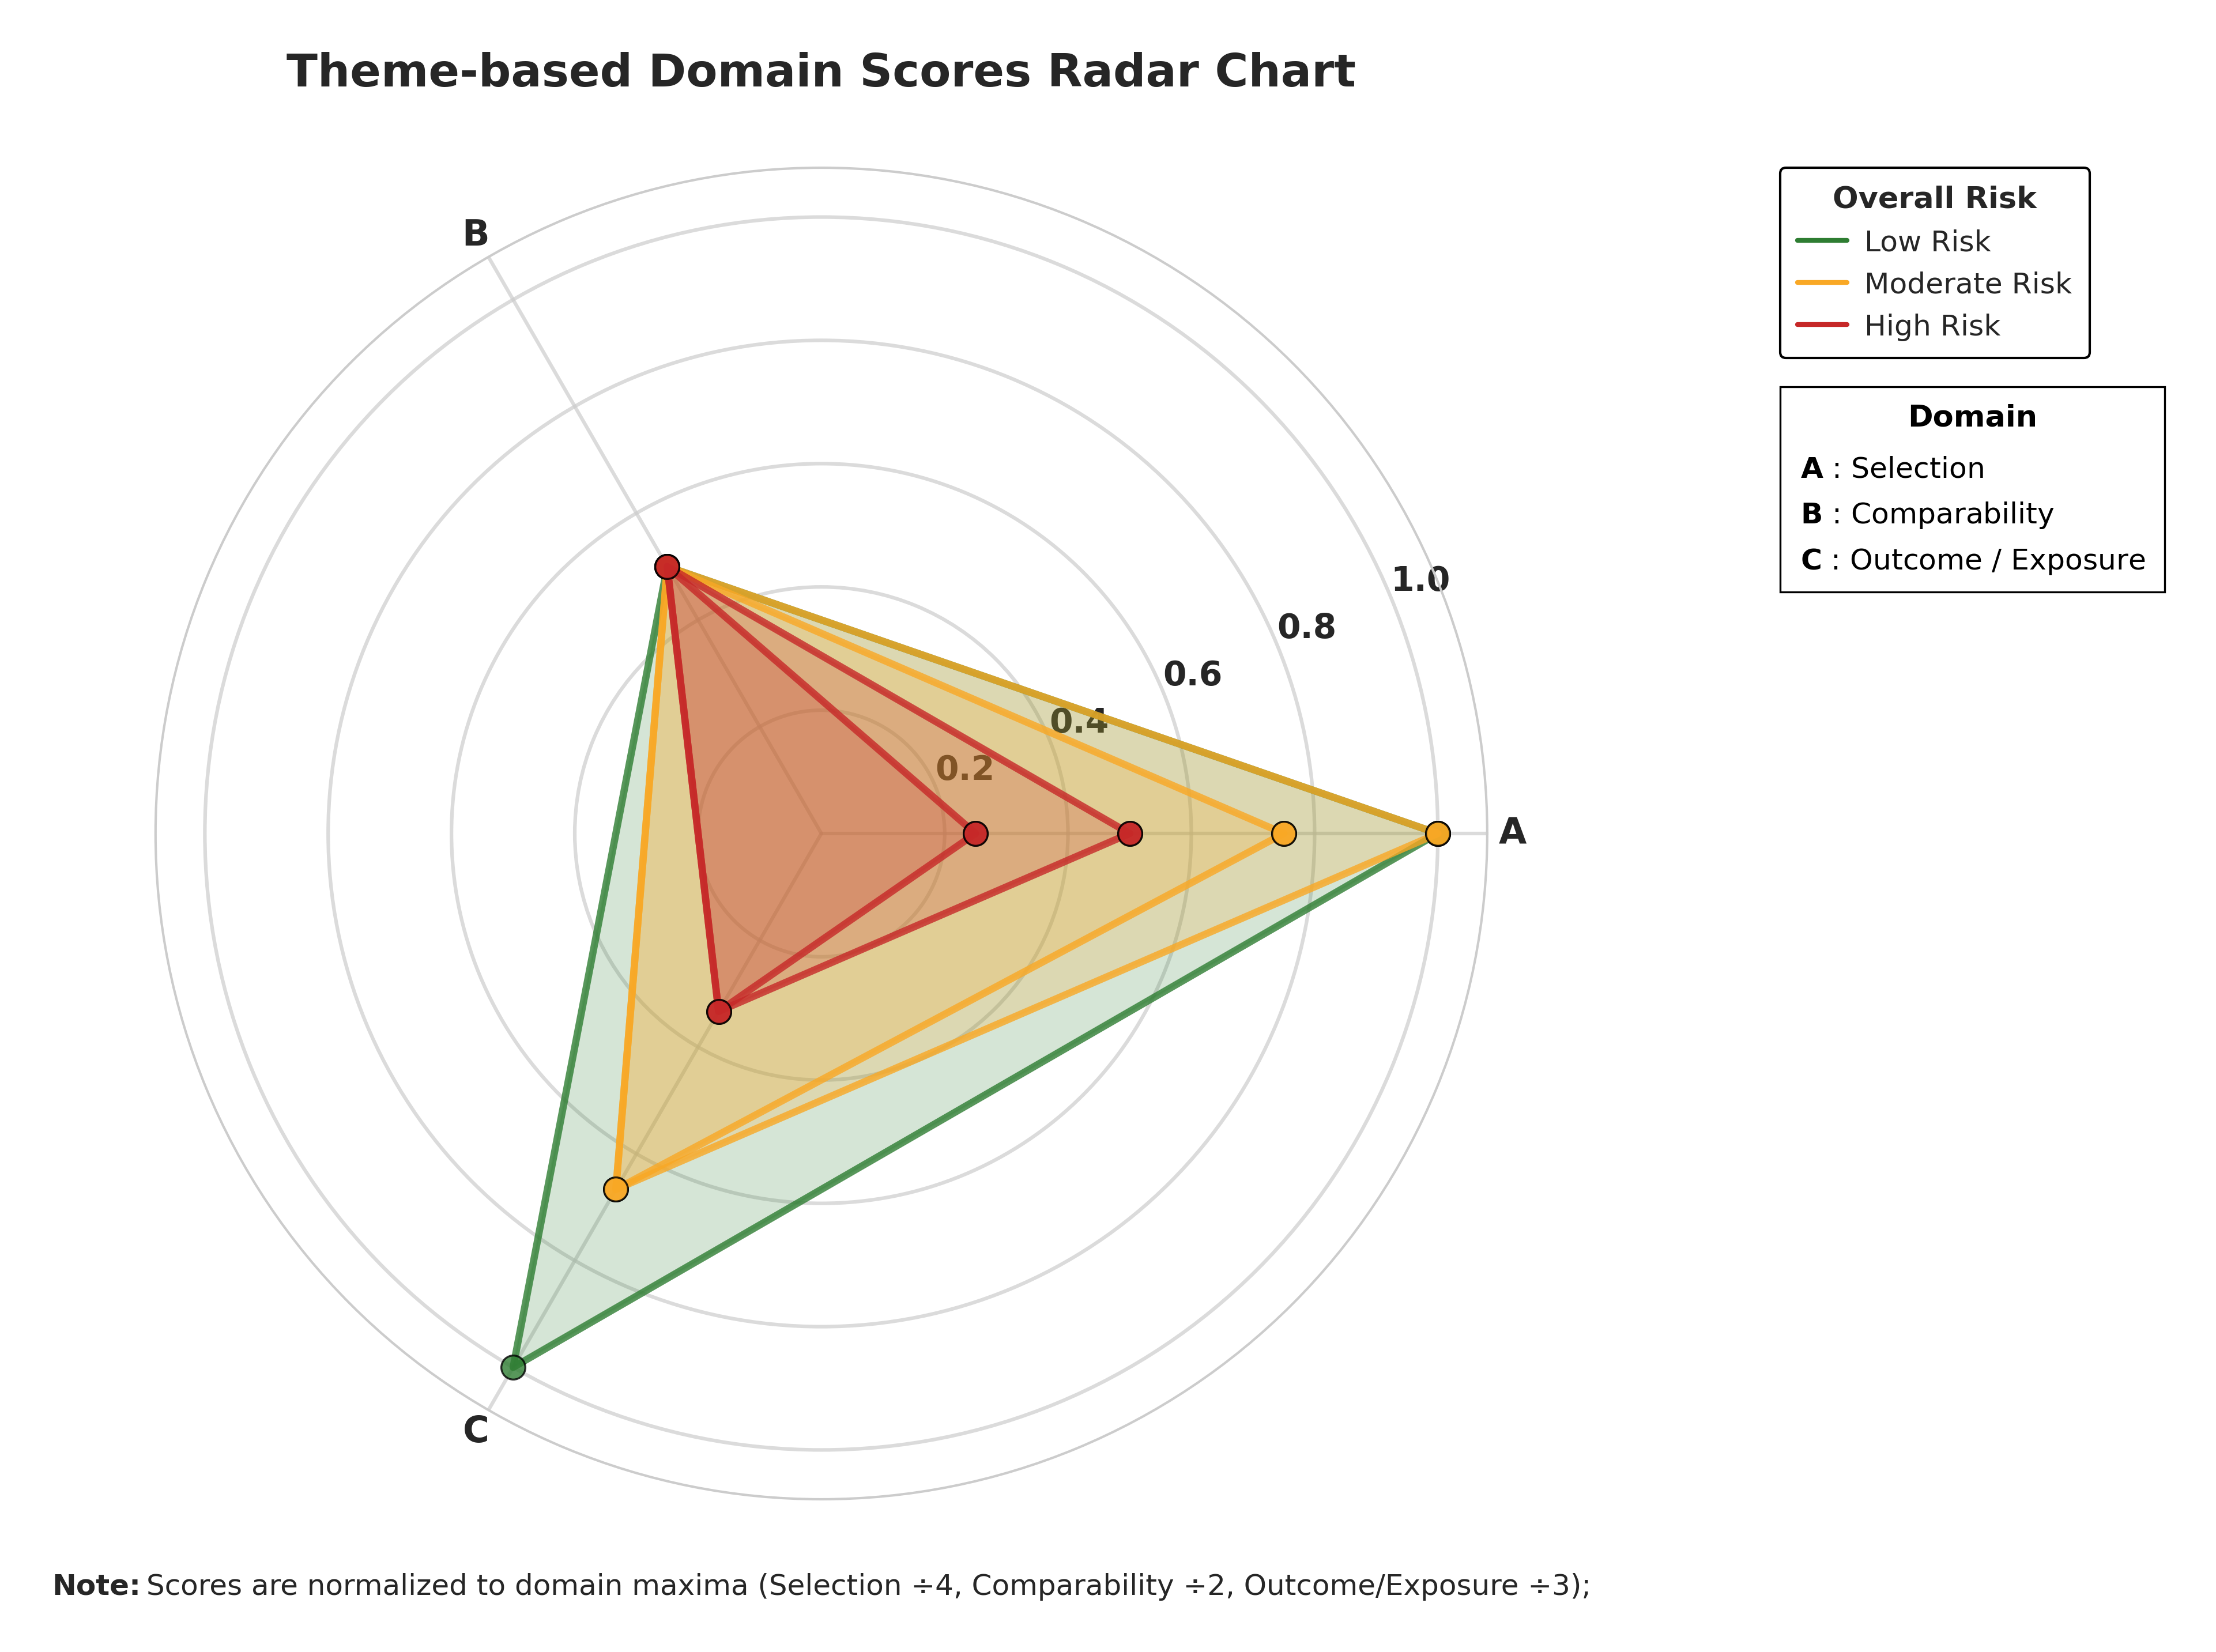 Theme-based Domain Scores Radar Chart
Overall Risk
Low Risk
Moderate Risk
High Risk
Domain
A : Selection
B : Comparability
C : Outcome / Exposure
B
1.0
0.8
0.6
0.4
0.2
A
C
Note: Scores are normalized to domain maxima (Selection ÷4, Comparability ÷2, Outcome/Exposure ÷3);